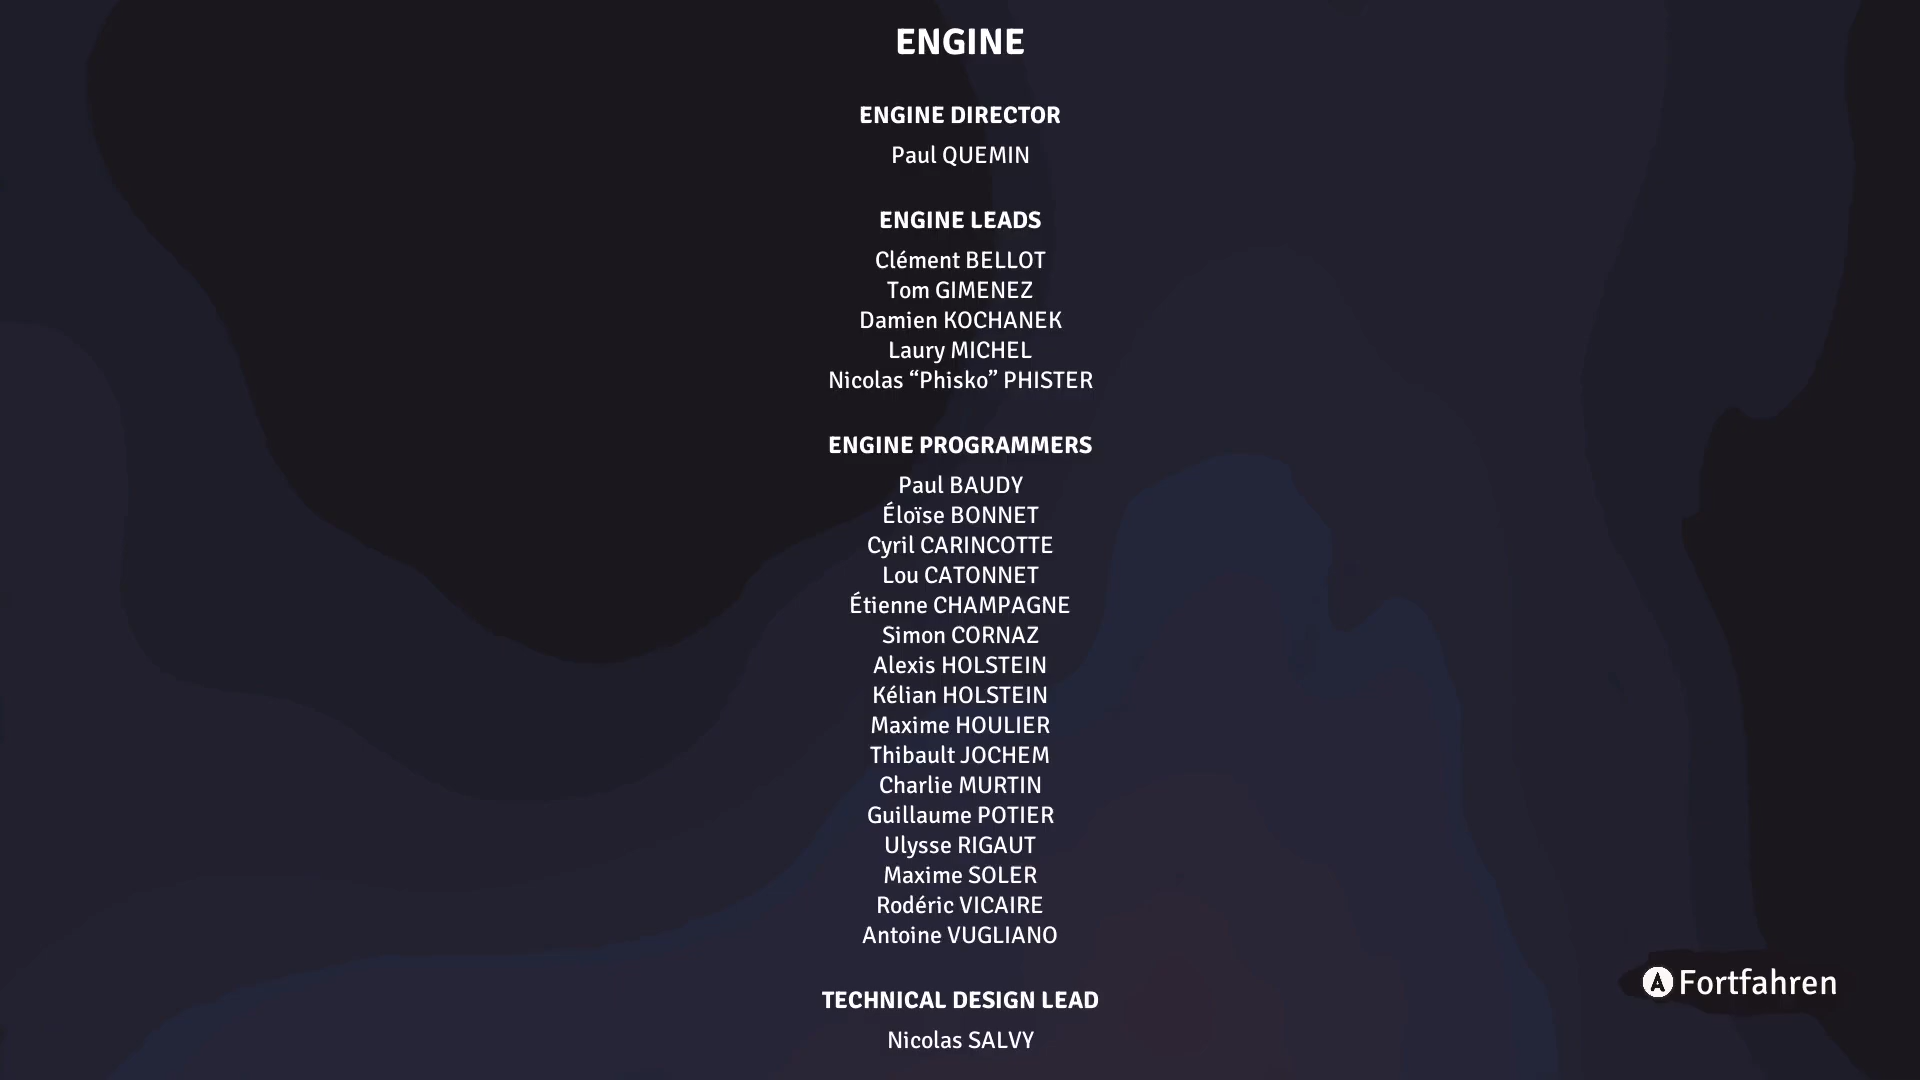 ENGINE
ENGINE DIRECTOR
Paul QUEMIN
ENGINE LEADS
Clément BELLOT
Tom GIMENEZ
Damien KOCHANEK
Laury MICHEL
Nicolas “Phisko” PHISTER
ENGINE PROGRAMMERS
Paul BAUDY
Éloïse BONNET
Cyril CARINCOTTE
Lou CATONNET
Étienne CHAMPAGNE
Simon CORNAZ
Alexis HOLSTEIN
Kélian HOLSTEIN
Maxime HOULIER
Thibault JOCHEM
Charlie MURTIN
Guillaume POTIER
Ulysse RIGAUT
Maxime SOLER
Rodéric VICAIRE
Antoine VUGLIANO
TECHNICAL DESIGN LEAD
Nicolas SALVY
A Fortfahren